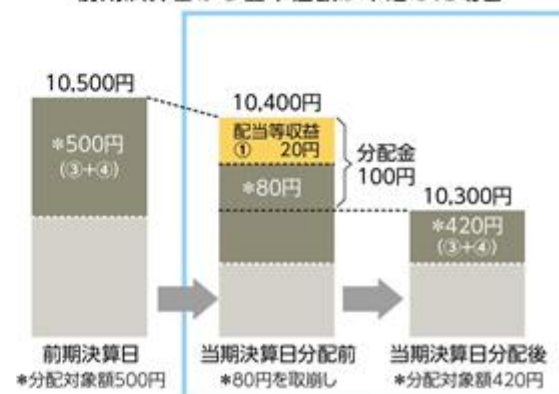 10,500円
*500円
(③+④)
10,400円
配当等収益
① 20円
*80円
分配金
100円
10,300円
*420円
(③+④)
前期決算日
*分配対象額500円
当期決算日分配前
*80円を取崩し
当期決算日分配後
*分配対象額420円